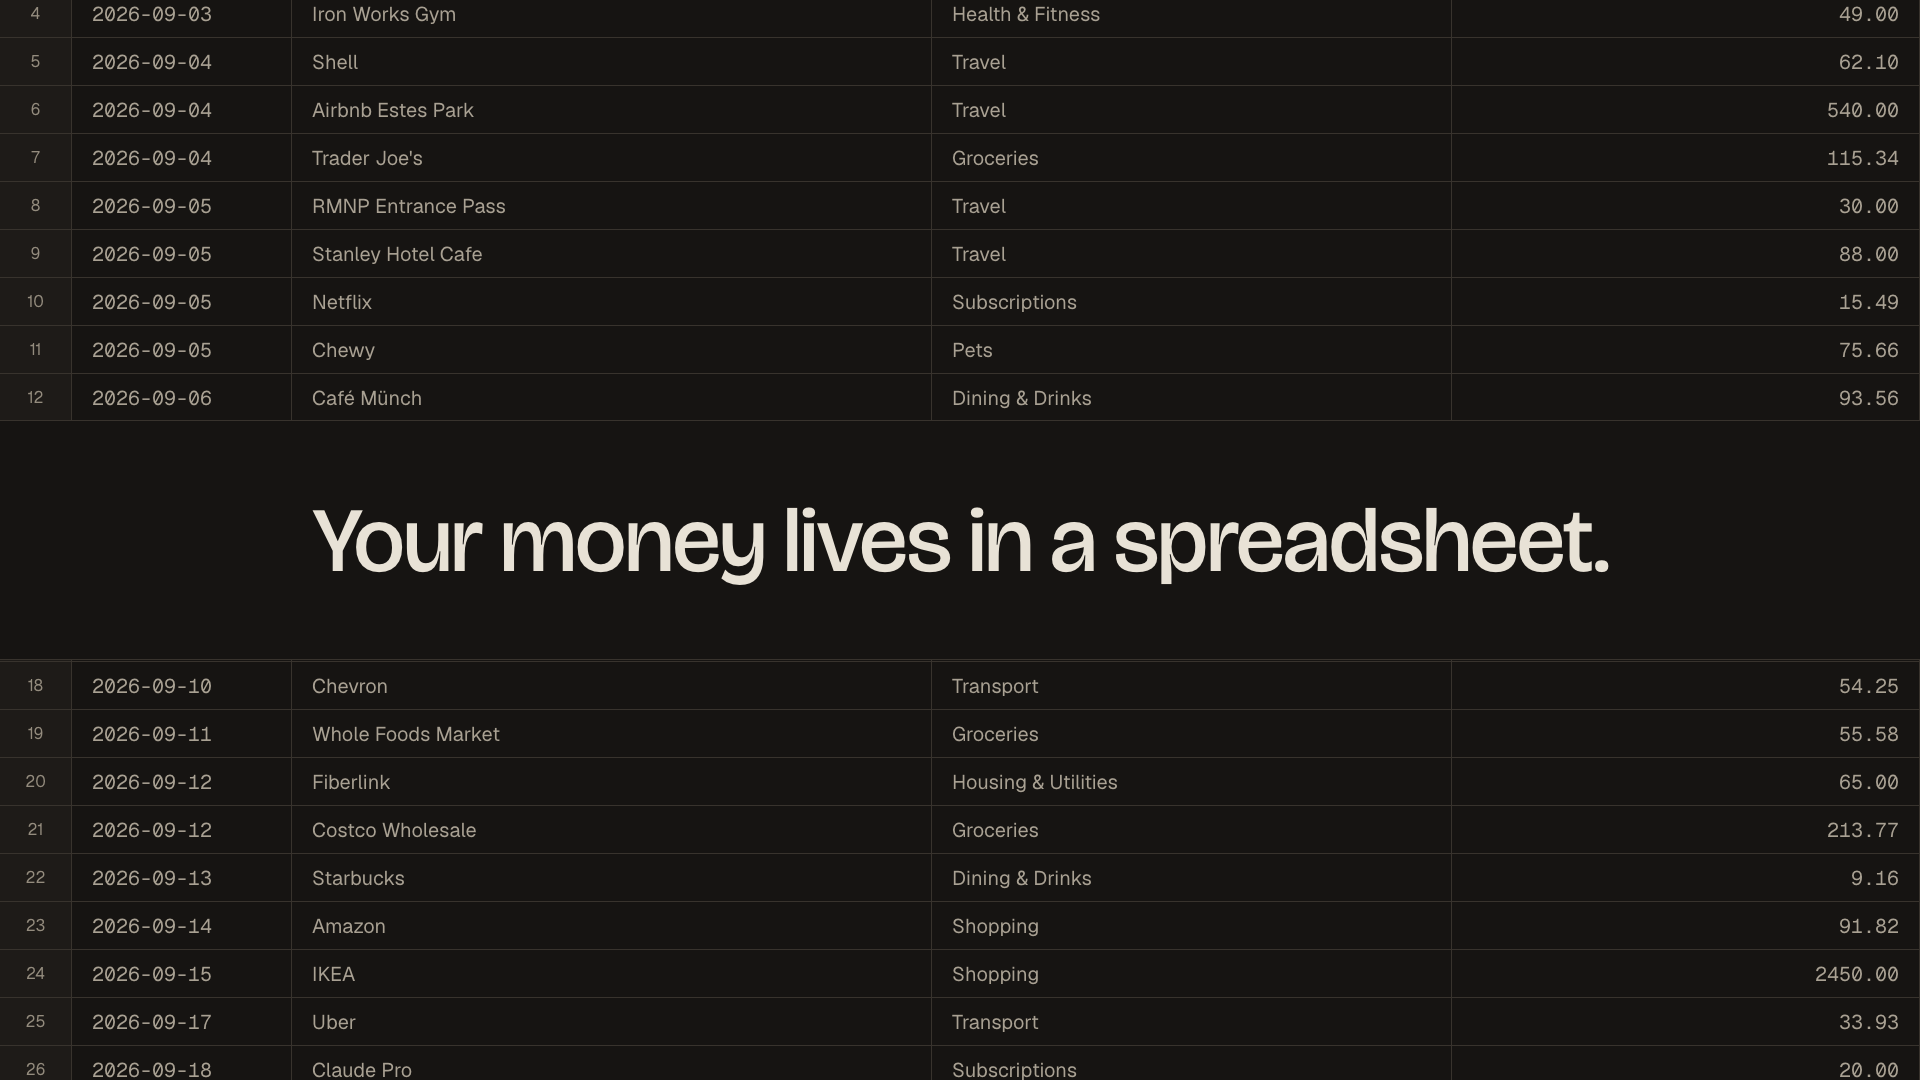 4 2026-09-03 Iron Works Gym Health & Fitness 49.00
5 2026-09-04 Shell Travel 62.10
6 2026-09-04 Airbnb Estes Park Travel 540.00
7 2026-09-04 Trader Joe's Groceries 115.34
8 2026-09-05 RMNP Entrance Pass Travel 30.00
9 2026-09-05 Stanley Hotel Cafe Travel 88.00
10 2026-09-05 Netflix Subscriptions 15.49
11 2026-09-05 Chewy Pets 75.66
12 2026-09-06 Café Münch Dining & Drinks 93.56
Your money lives in a spreadsheet.
18 2026-09-10 Chevron Transport 54.25
19 2026-09-11 Whole Foods Market Groceries 55.58
20 2026-09-12 Fiberlink Housing & Utilities 65.00
21 2026-09-12 Costco Wholesale Groceries 213.77
22 2026-09-13 Starbucks Dining & Drinks 9.16
23 2026-09-14 Amazon Shopping 91.82
24 2026-09-15 IKEA Shopping 2450.00
25 2026-09-17 Uber Transport 33.93
26 2026-09-18 Claude Pro Subscriptions 20.00